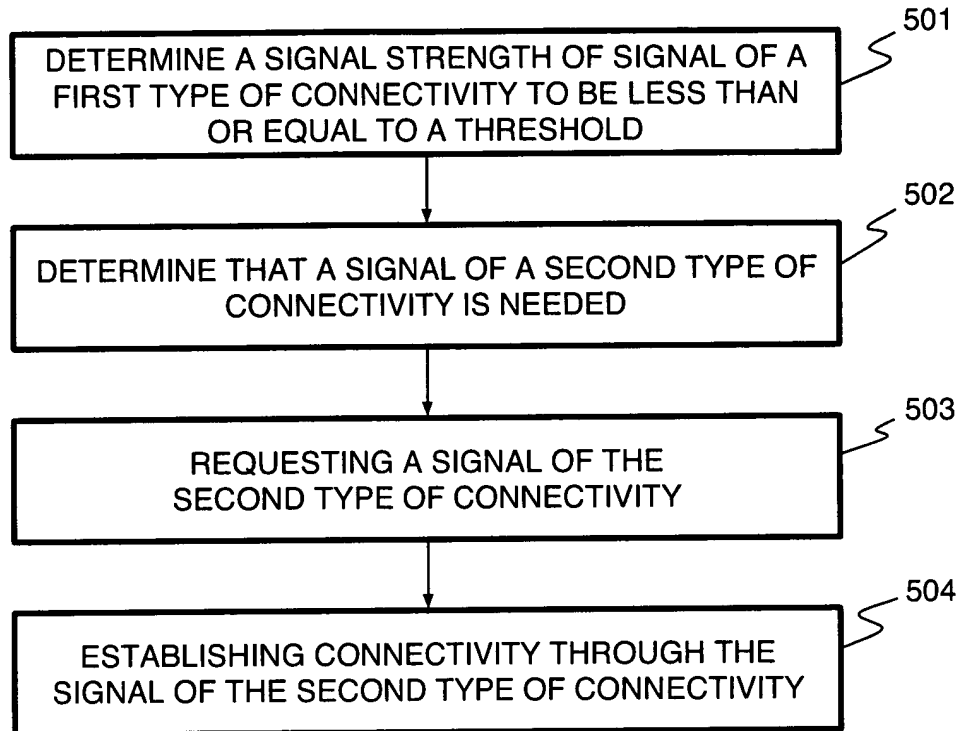 501
DETERMINE A SIGNAL STRENGTH OF SIGNAL OF A
FIRST TYPE OF CONNECTIVITY TO BE LESS THAN
OR EQUAL TO A THRESHOLD
502
DETERMINE THAT A SIGNAL OF A SECOND TYPE OF
CONNECTIVITY IS NEEDED
503
REQUESTING A SIGNAL OF THE
SECOND TYPE OF CONNECTIVITY
504
ESTABLISHING CONNECTIVITY THROUGH THE
SIGNAL OF THE SECOND TYPE OF CONNECTIVITY